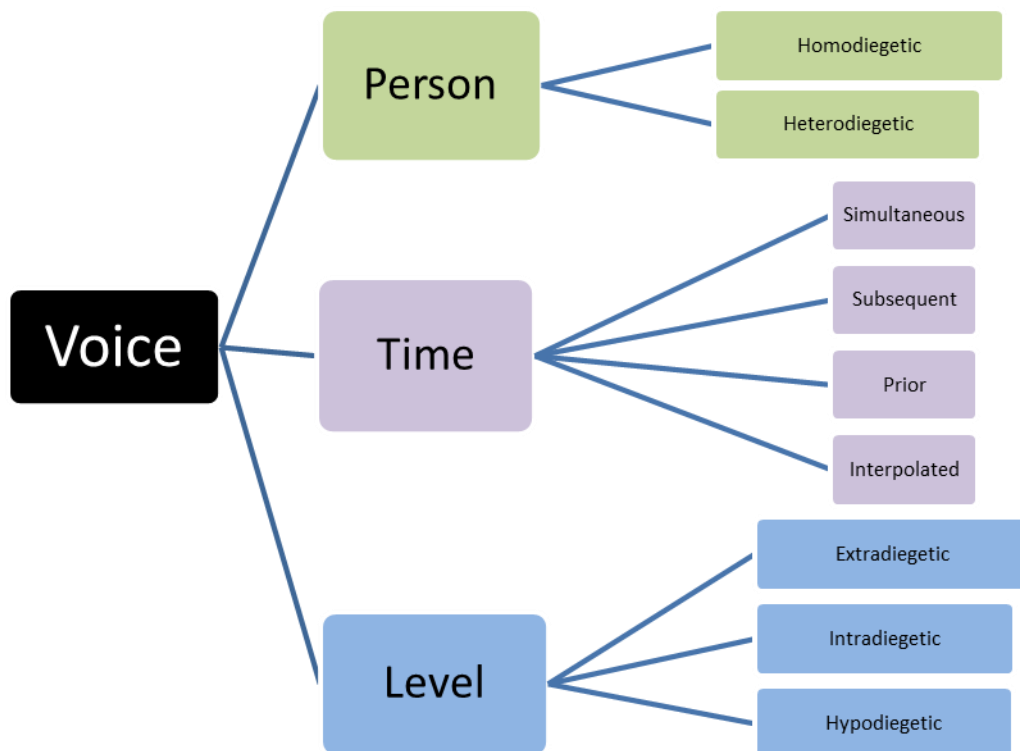 Voice
Person
Homodiegetic
Heterodiegetic
Time
Simultaneous
Subsequent
Prior
Interpolated
Level
Extradiegetic
Intradiegetic
Hypodiegetic